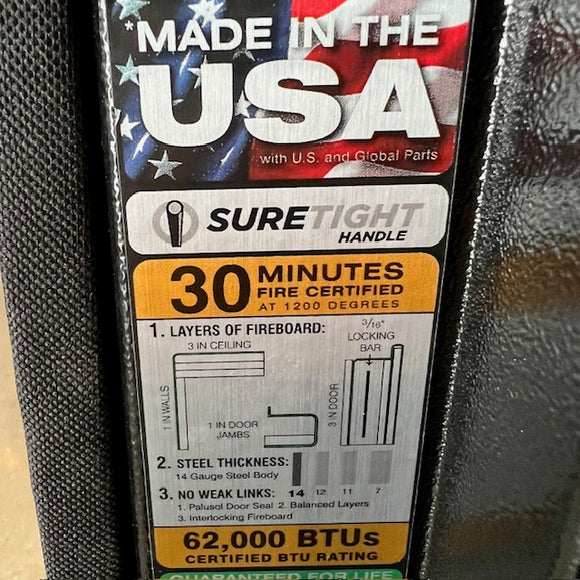 *MADE IN THE
USA
with U.S. and Global Parts
SURETIGHT
HANDLE
30 MINUTES
FIRE CERTIFIED
AT 1200 DEGREES
1. LAYERS OF FIREBOARD:
3 IN CEILING
3/16"
LOCKING
BAR
1 IN WALLS
1 IN DOOR
JAMBS
3 IN DOOR
2. STEEL THICKNESS:
14 Gauge Steel Body
14 12 11 7
3. NO WEAK LINKS:
1. Palusol Door Seal 2. Balanced Layers
3. Interlocking Fireboard
62,000 BTUs
CERTIFIED BTU RATING
GUARANTEED FOR LIFE